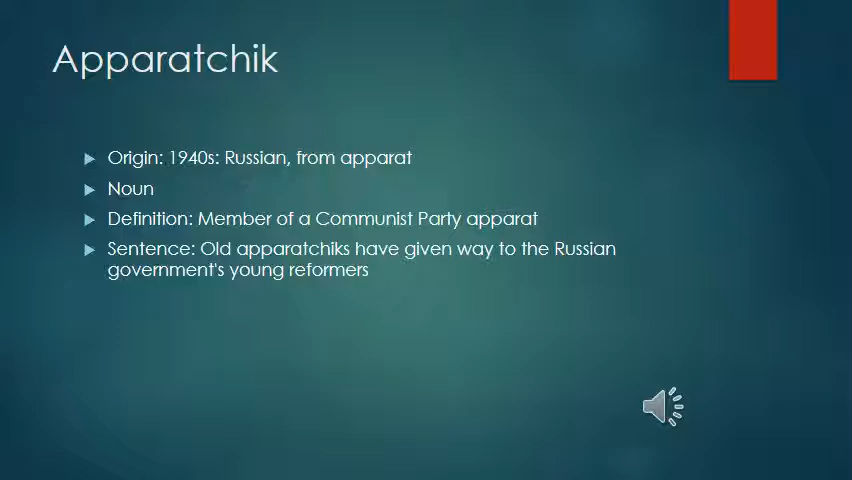 Apparatchik
Origin: 1940s: Russian, from apparat
Noun
Definition: Member of a Communist Party apparat
Sentence: Old apparatchiks have given way to the Russian
government's young reformers